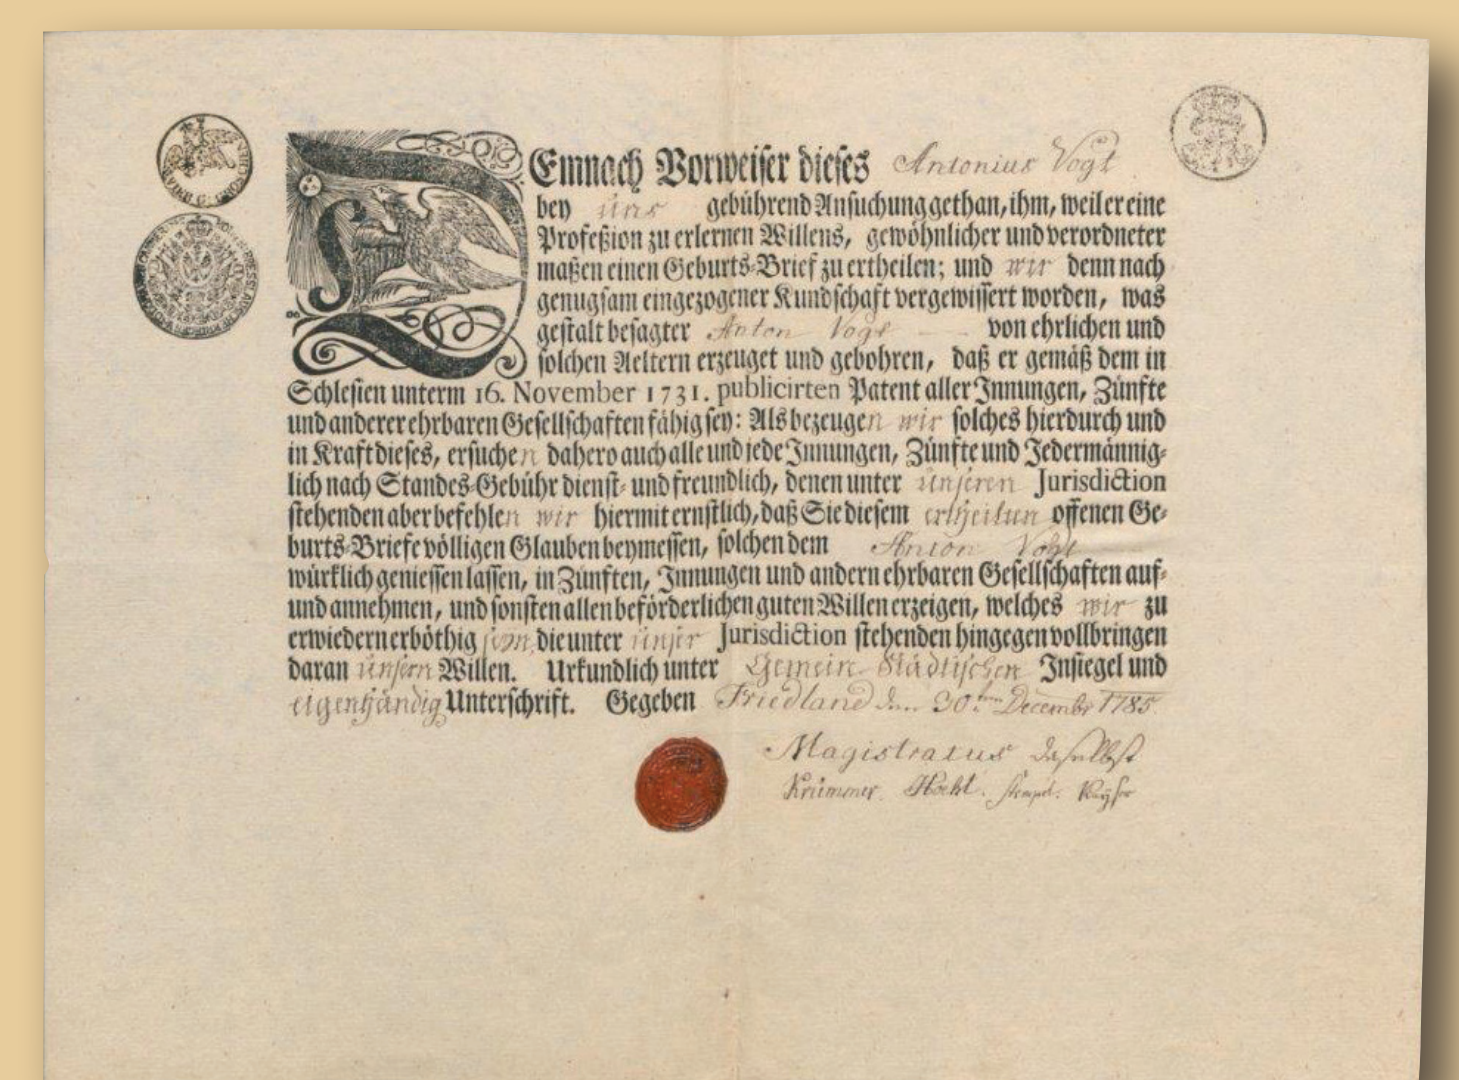 DEmnach Vorweiser dieses Antonius Vogt
bey uns gebührend Ansuchung gethan, ihm, weil er eine
Profeßion zu erlernen Willens, gewöhnlicher und verordneter
maßen einen Geburts-Brief zu ertheilen; und wir denn nach
genugsam eingezogener Kundschaft vergewissert worden, was
gestalt besagter Anton Vogt von ehrlichen und
solchen Aeltern erzeuget und gebohren, daß er gemäß dem in
Schlesien unterm 16. November 1731. publicirten Patent aller Innungen, Zünfte
und anderer ehrbaren Gesellschaften fähig sey: Als bezeugen wir solches hierdurch und
in Kraft dieses, ersuchen dahero auch alle und jede Innungen, Zünfte und Jedermännig-
lich nach Standes-Gebühr dienst- und freundlich, denen unter unseren Jurisdiction
stehenden aber befehlen wir hiermit ernstlich, daß Sie diesem ertheilten offenen Ge-
burts-Briefe völligen Glauben beymessen, solchen dem Anton Vogt
würklich geniessen lassen, in Zünften, Innungen und andern ehrbaren Gesellschaften auf-
und annehmen, und sonsten allen beförderlichen guten Willen erzeigen, welches wir zu
erwiedern erböthig seyn, die unter unser Jurisdiction stehenden hingegen vollbringen
daran unsern Willen. Urkundlich unter Gemein Städtischen Insiegel und
eigenhändig Unterschrift. Gegeben Friedland den 30ten Decembr 1785
Magistratus daselbst
Krümmer.